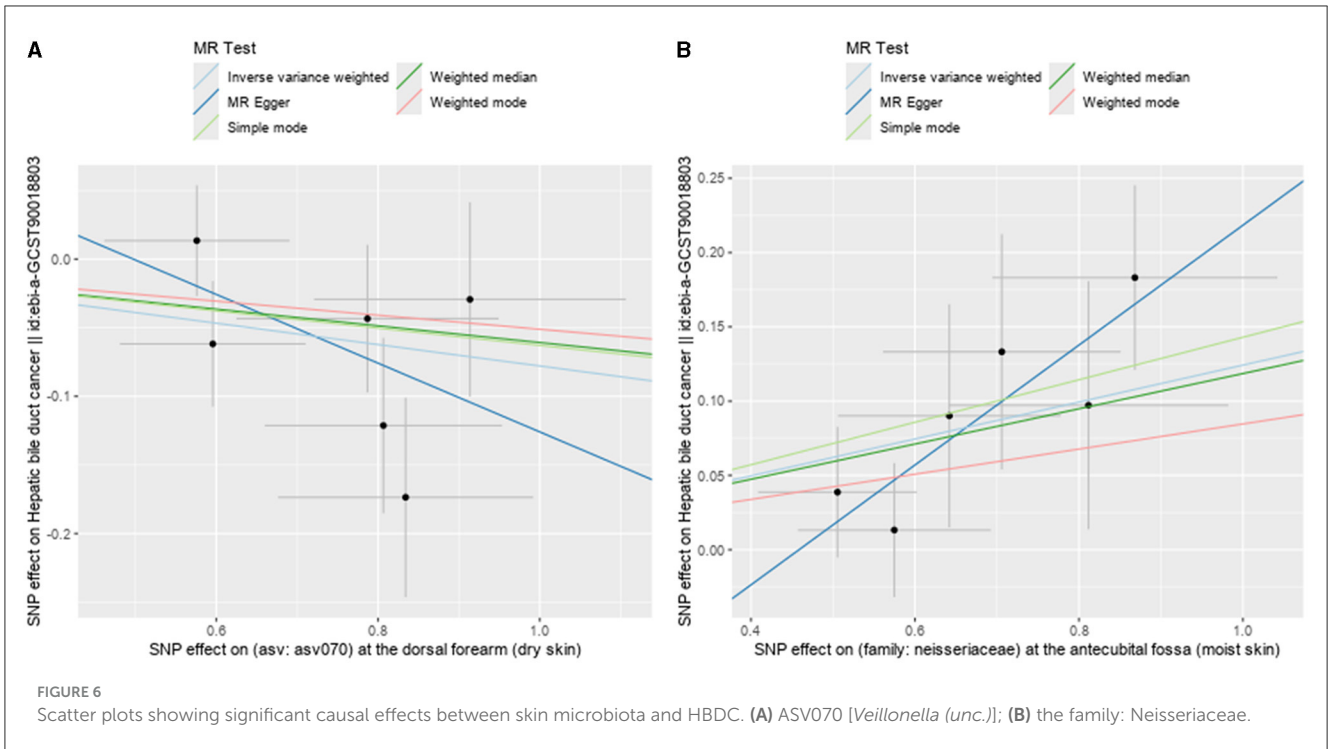 A
MR Test
Inverse variance weighted
Weighted median
MR Egger
Weighted mode
Simple mode
SNP effect on Hepatic bile duct cancer || id:ebi-a-GCST90018803
0.0
-0.1
-0.2
0.6
0.8
1.0
SNP effect on (asv: asv070) at the dorsal forearm (dry skin)
B
MR Test
Inverse variance weighted
Weighted median
MR Egger
Weighted mode
Simple mode
SNP effect on Hepatic bile duct cancer || id:ebi-a-GCST90018803
0.25
0.20
0.15
0.10
0.05
0.00
0.4
0.6
0.8
1.0
SNP effect on (family: neisseriaceae) at the antecubital fossa (moist skin)
FIGURE 6
Scatter plots showing significant causal effects between skin microbiota and HBDC. (A) ASV070 [Veillonella (unc.)]; (B) the family: Neisseriaceae.